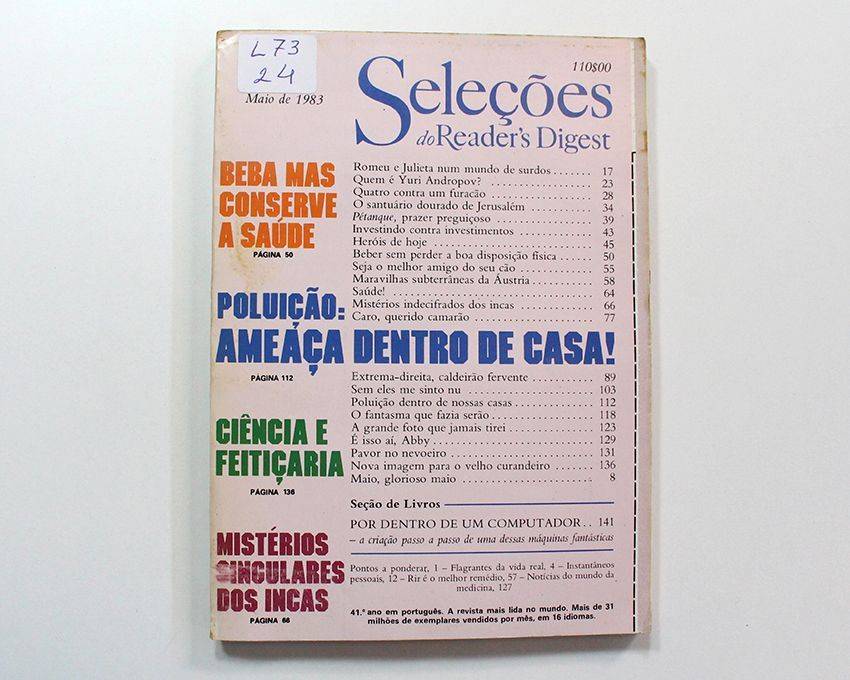 L73
24
Maio de 1983
110$00
Seleções
do Reader's Digest
BEBA MAS
CONSERVE
A SAÚDE
PÁGINA 50
Romeu e Julieta num mundo de surdos ....... 17
Quem é Yuri Andropov? ................. 23
Quatro contra um furacão ................. 28
O santuário dourado de Jerusalém .......... 34
Pétanque, prazer preguiçoso ................ 39
Investindo contra investimentos ............. 43
Heróis de hoje .......................... 45
Beber sem perder a boa disposição física ....... 50
Seja o melhor amigo do seu cão ............. 55
Maravilhas subterrâneas da Áustria ........... 58
Saúde! ................................ 64
Mistérios indecifrados dos incas ............. 66
Caro, querido camarão .................... 77
POLUIÇÃO:
AMEAÇA DENTRO DE CASA!
PÁGINA 112
Extrema-direita, caldeirão fervente .......... 89
Sem eles me sinto nu .................... 103
Poluição dentro de nossas casas ............. 112
O fantasma que fazia serão ................. 118
A grande foto que jamais tirei .............. 123
É isso aí, Abby ......................... 129
Pavor no nevoeiro ....................... 131
Nova imagem para o velho curandeiro ....... 136
Maio, glorioso maio ...................... 8
CIÊNCIA E
FEITIÇARIA
PÁGINA 136
Seção de Livros
POR DENTRO DE UM COMPUTADOR .. 141
– a criação passo a passo de uma dessas máquinas fantásticas
MISTÉRIOS
SINGULARES
DOS INCAS
PÁGINA 66
Pontos a ponderar, 1 – Flagrantes da vida real, 4 – Instantâneos
pessoais, 12 – Rir é o melhor remédio, 57 – Notícias do mundo da
medicina, 127
41.º ano em português. A revista mais lida no mundo. Mais de 31
milhões de exemplares vendidos por mês, em 16 idiomas.